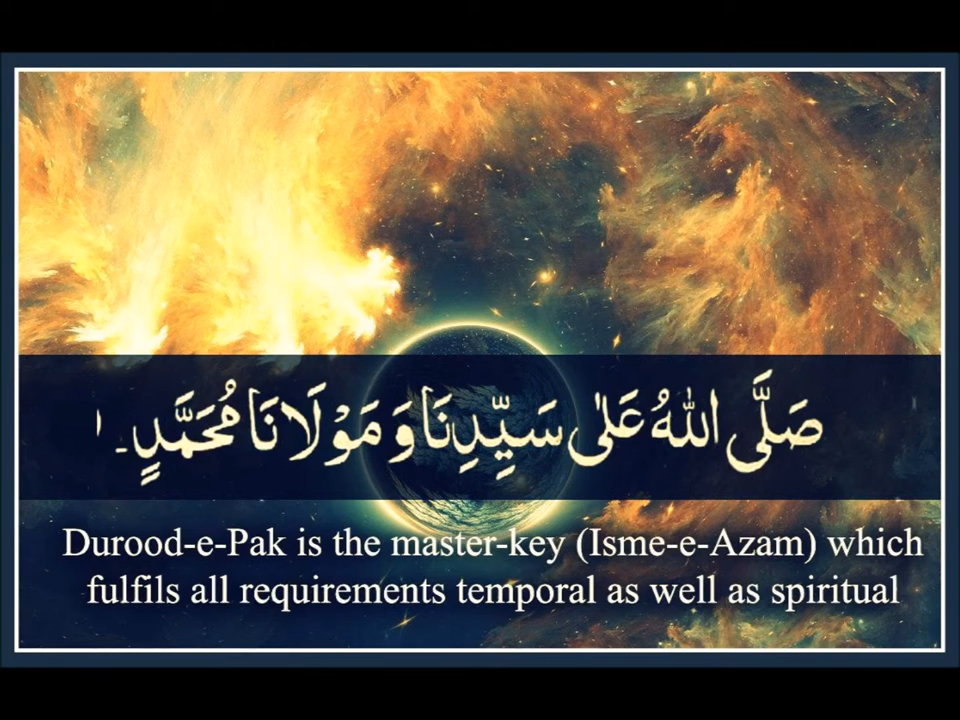 صَلَّى اللهُ عَلٰى سَيِّدِنَا وَ مَوْلَانَا مُحَمَّدٍ۔ ا
Durood-e-Pak is the master-key (Isme-e-Azam) which
fulfils all requirements temporal as well as spiritual